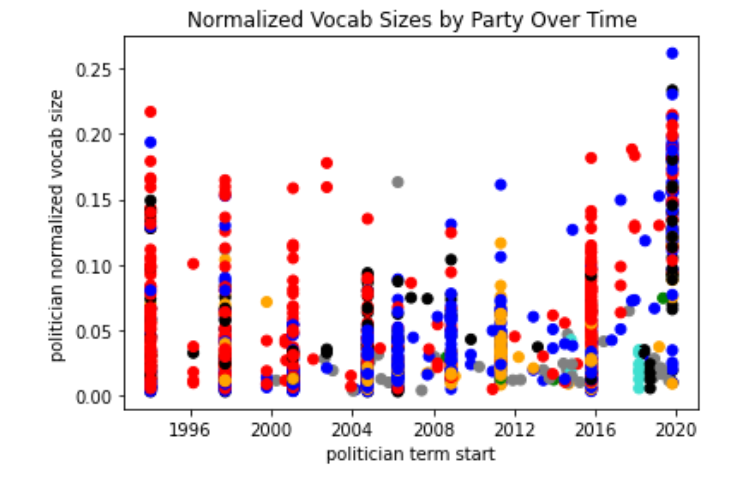 Normalized Vocab Sizes by Party Over Time
politician normalized vocab size
0.25
0.20
0.15
0.10
0.05
0.00
1996 2000 2004 2008 2012 2016 2020
politician term start